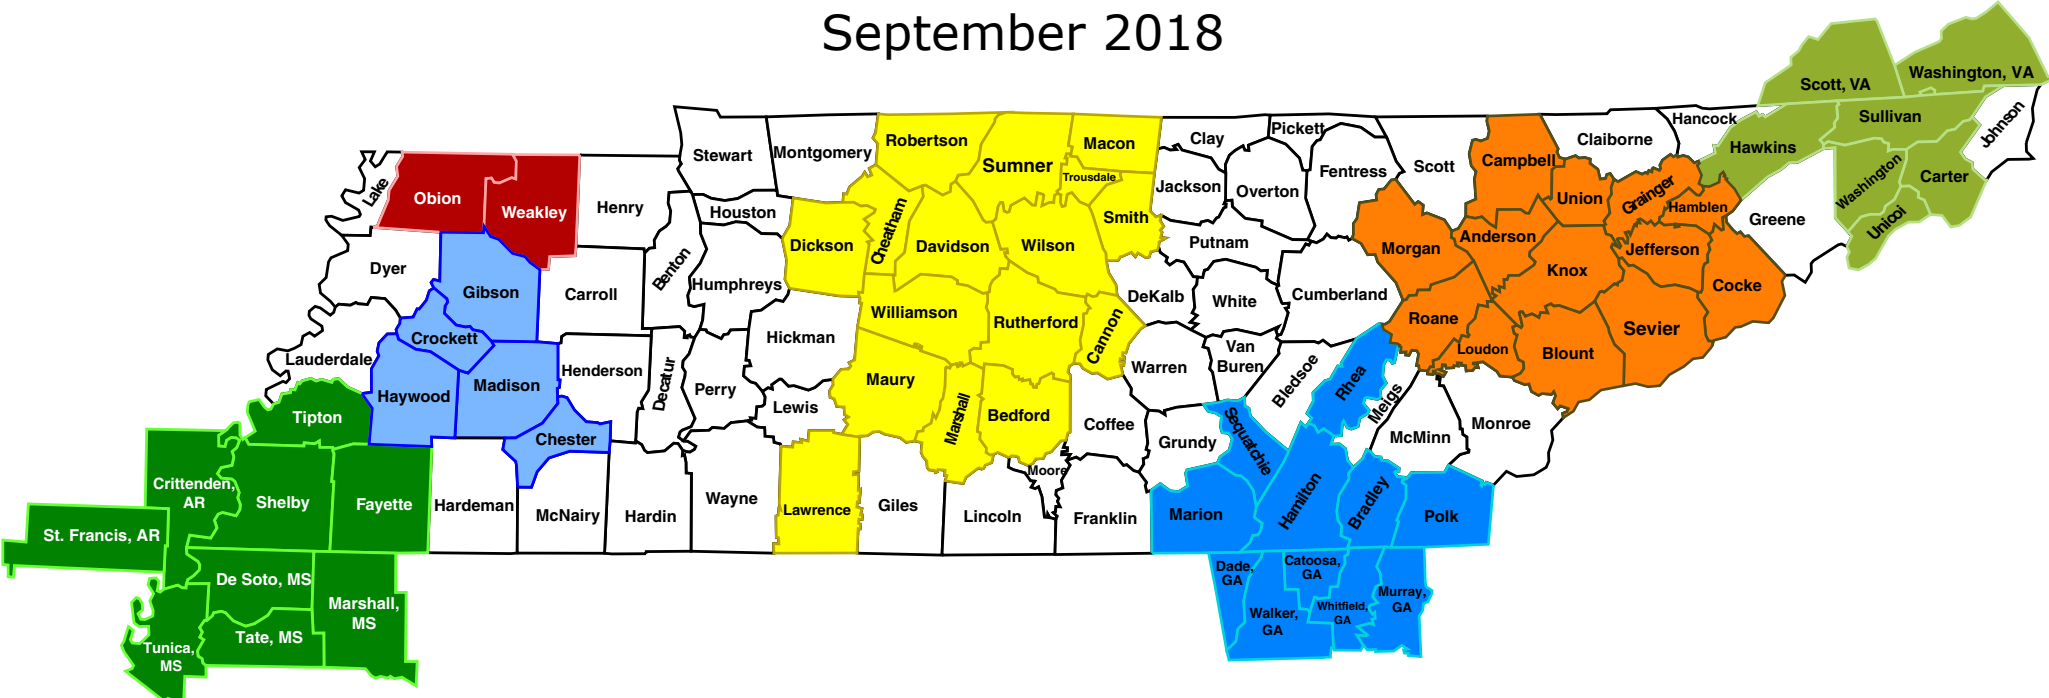 September 2018
Scott, VA
Washington, VA
Hancock
Sullivan
Johnson
Pickett
Clay
Claiborne
Hawkins
Robertson
Macon
Stewart
Montgomery
Sumner
Trousdale
Fentress
Scott
Campbell
Jackson
Overton
Union
Grainger
Hamblen
Washington
Carter
Lake
Obion
Weakley
Henry
Houston
Cheatham
Smith
Greene
Unicoi
Dickson
Davidson
Wilson
Putnam
Morgan
Anderson
Jefferson
Dyer
Benton
Humphreys
Knox
Cocke
Gibson
Carroll
DeKalb
White
Cumberland
Williamson
Rutherford
Cannon
Roane
Sevier
Crockett
Hickman
Loudon
Blount
Lauderdale
Henderson
Decatur
Perry
Maury
Warren
Van
Buren
Bledsoe
Rhea
Haywood
Madison
Lewis
Marshall
Bedford
Meigs
Tipton
Chester
Coffee
Grundy
Sequatchie
McMinn
Monroe
Moore
Crittenden,
AR
Shelby
Fayette
Hardeman
McNairy
Hardin
Wayne
Lawrence
Giles
Lincoln
Franklin
Marion
Hamilton
Bradley
Polk
St. Francis, AR
De Soto, MS
Marshall,
MS
Dade,
GA
Catoosa,
GA
Murray,
GA
Walker,
GA
Whitfield,
GA
Tate, MS
Tunica,
MS